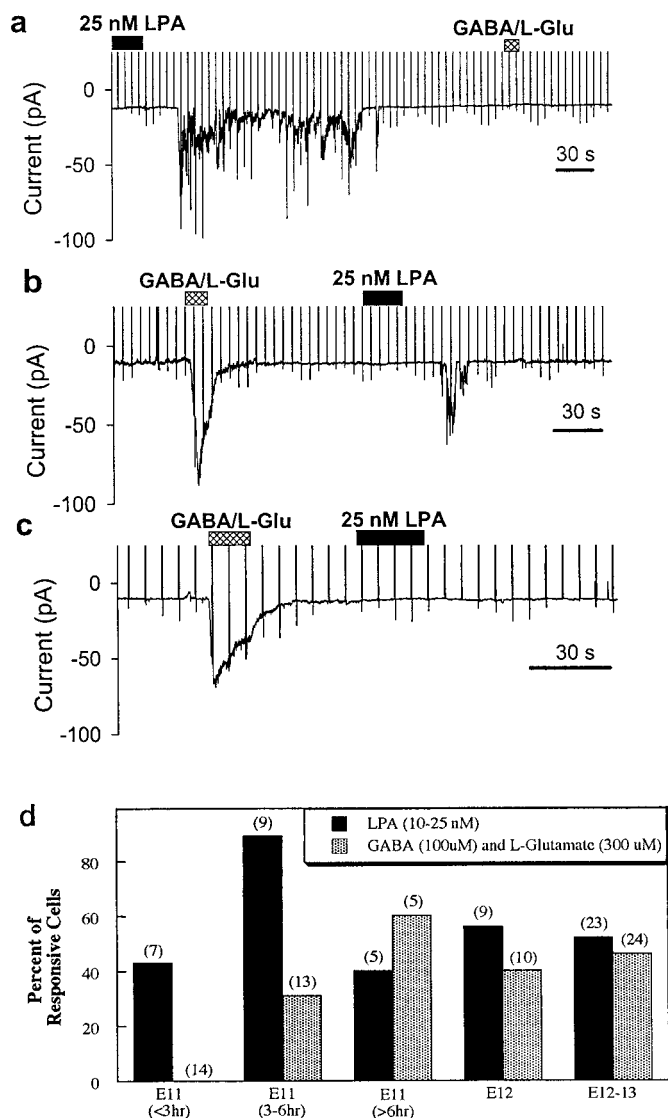 a
25 nM LPA
GABA/L-Glu
0
-50
-100
Current (pA)
30 s
b
GABA/L-Glu
25 nM LPA
0
-50
-100
Current (pA)
30 s
c
GABA/L-Glu
25 nM LPA
0
-50
-100
Current (pA)
30 s
d
LPA (10-25 nM)
GABA (100uM) and L-Glutamate (300 uM)
Percent of
Responsive Cells
80
60
40
20
0
(7)
(14)
(9)
(13)
(5)
(5)
(9)
(10)
(23)
(24)
E11
(<3hr)
E11
(3-6hr)
E11
(>6hr)
E12
E12-13